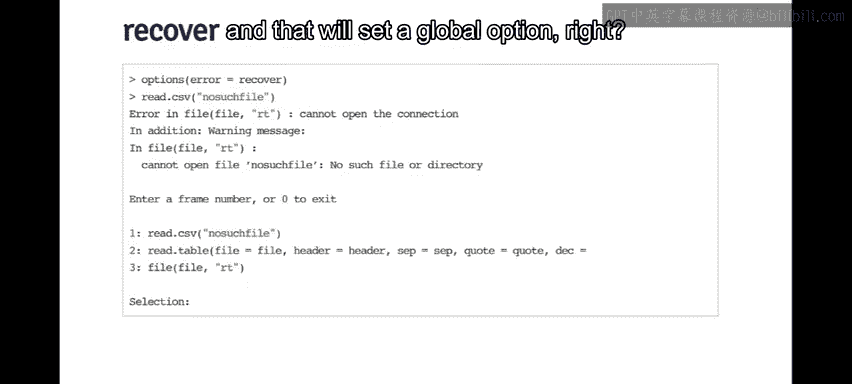 recover and that will set a global option, right?
> options(error = recover)
> read.csv("nosuchfile")
Error in file(file, "rt") : cannot open the connection
In addition: Warning message:
In file(file, "rt") :
  cannot open file 'nosuchfile': No such file or directory
Enter a frame number, or 0 to exit
1: read.csv("nosuchfile")
2: read.table(file = file, header = header, sep = sep, quote = quote, dec =
3: file(file, "rt")
Selection: